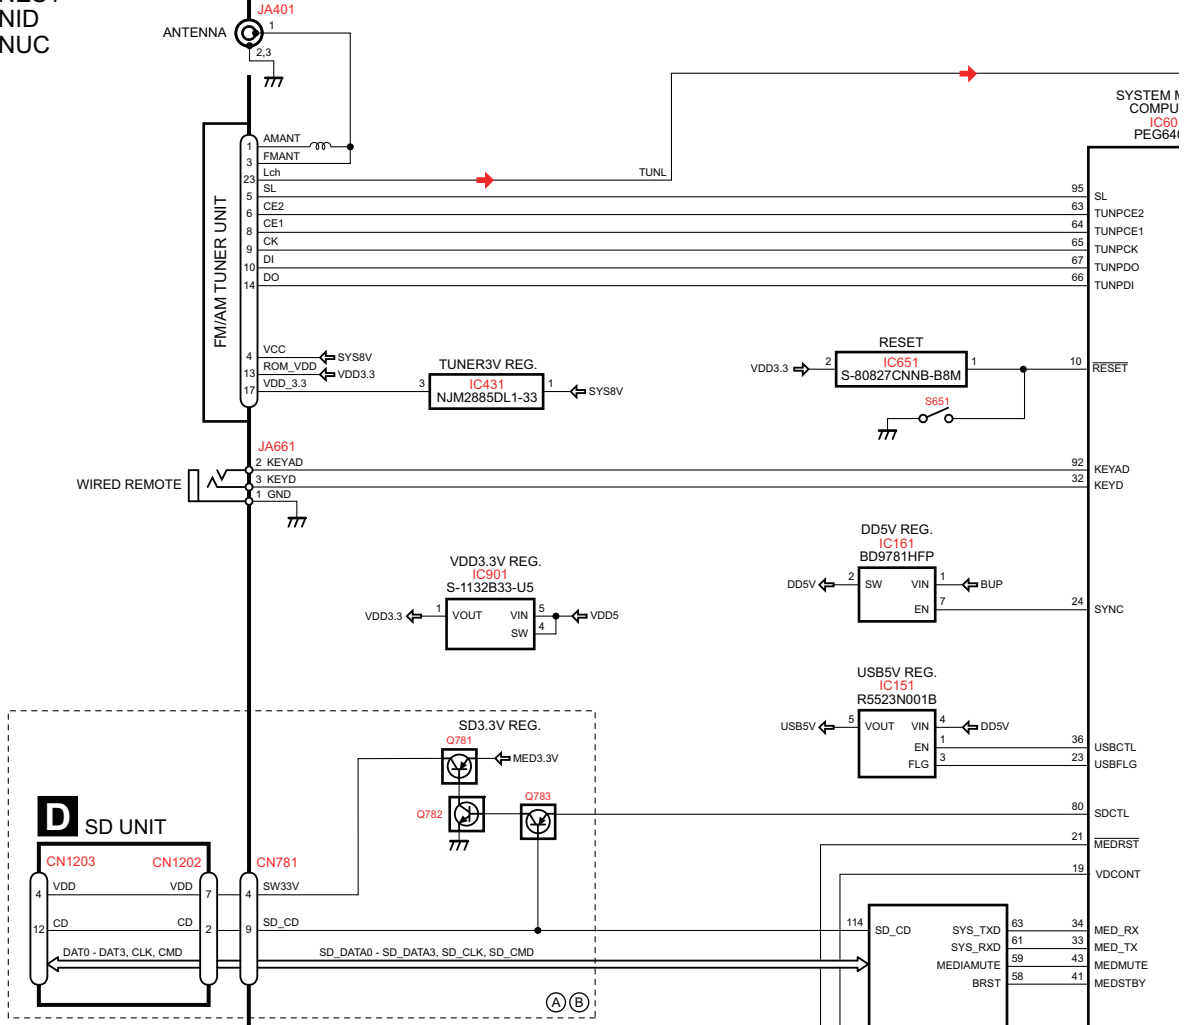 NID
NUC
JA401
ANTENNA
1
2,3
SYSTEM
COMPU
IC60
PEG640
AMANT
1
FMANT
3
Lch
23
TUNL
SL
5
95
SL
CE2
6
63
TUNPCE2
CE1
8
64
TUNPCE1
CK
9
65
TUNPCK
DI
10
67
TUNPDO
DO
14
66
TUNPDI
FM/AM TUNER UNIT
VCC
4
SYS8V
ROM_VDD
13
VDD3.3
VDD_3.3
17
TUNER3V REG.
3
IC431
NJM2885DL1-33
1
SYS8V
RESET
VDD3.3
2
IC651
S-80827CNNB-B8M
1
10
RESET
S651
JA661
WIRED REMOTE
2 KEYAD
92
KEYAD
3 KEYD
32
KEYD
1 GND
DD5V REG.
IC161
BD9781HFP
DD5V
2
SW
VIN
1
BUP
EN
7
24
SYNC
VDD3.3V REG.
IC901
S-1132B33-U5
VDD3.3
1
VOUT
VIN
5
VDD5
SW
4
USB5V REG.
IC151
R5523N001B
USB5V
5
VOUT
VIN
4
DD5V
EN
1
36
USBCTL
FLG
3
23
USBFLG
SD3.3V REG.
Q781
MED3.3V
Q782
Q783
80
SDCTL
21
MEDRST
19
VDCONT
D SD UNIT
CN1203
CN1202
CN781
4
VDD
VDD
7
4
SW33V
12
CD
CD
2
9
SD_CD
114
SD_CD
DAT0 - DAT3, CLK, CMD
SD_DATA0 - SD_DATA3, SD_CLK, SD_CMD
SYS_TXD
63
34
MED_RX
SYS_RXD
61
33
MED_TX
MEDIAMUTE
59
43
MEDMUTE
BRST
58
41
MEDSTBY
A B